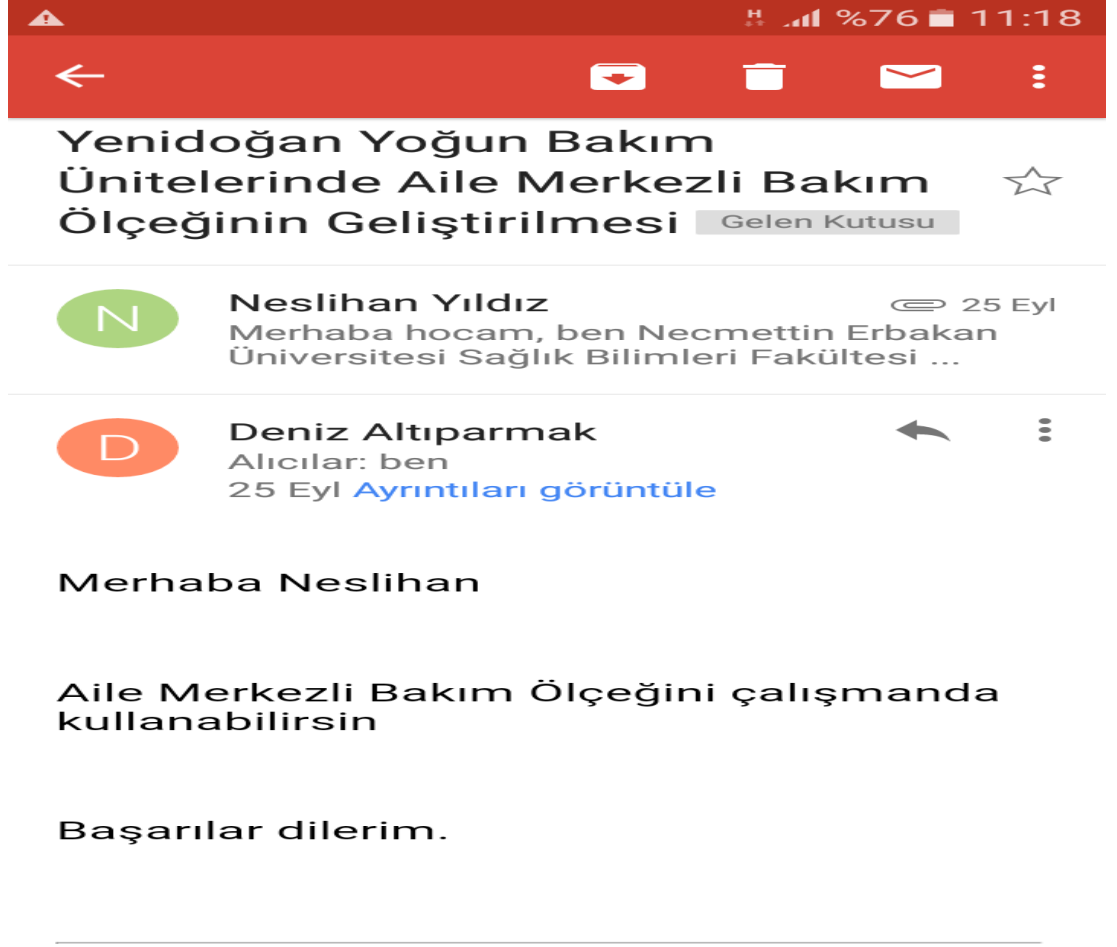 H %76 11:18
Yenidoğan Yoğun Bakım
Ünitelerinde Aile Merkezli Bakım
Ölçeğinin Geliştirilmesi Gelen Kutusu
N Neslihan Yıldız 25 Eyl
Merhaba hocam, ben Necmettin Erbakan
Üniversitesi Sağlık Bilimleri Fakültesi ...
D Deniz Altıparmak
Alıcılar: ben
25 Eyl Ayrıntıları görüntüle
Merhaba Neslihan
Aile Merkezli Bakım Ölçeğini çalışmanda
kullanabilirsin
Başarılar dilerim.